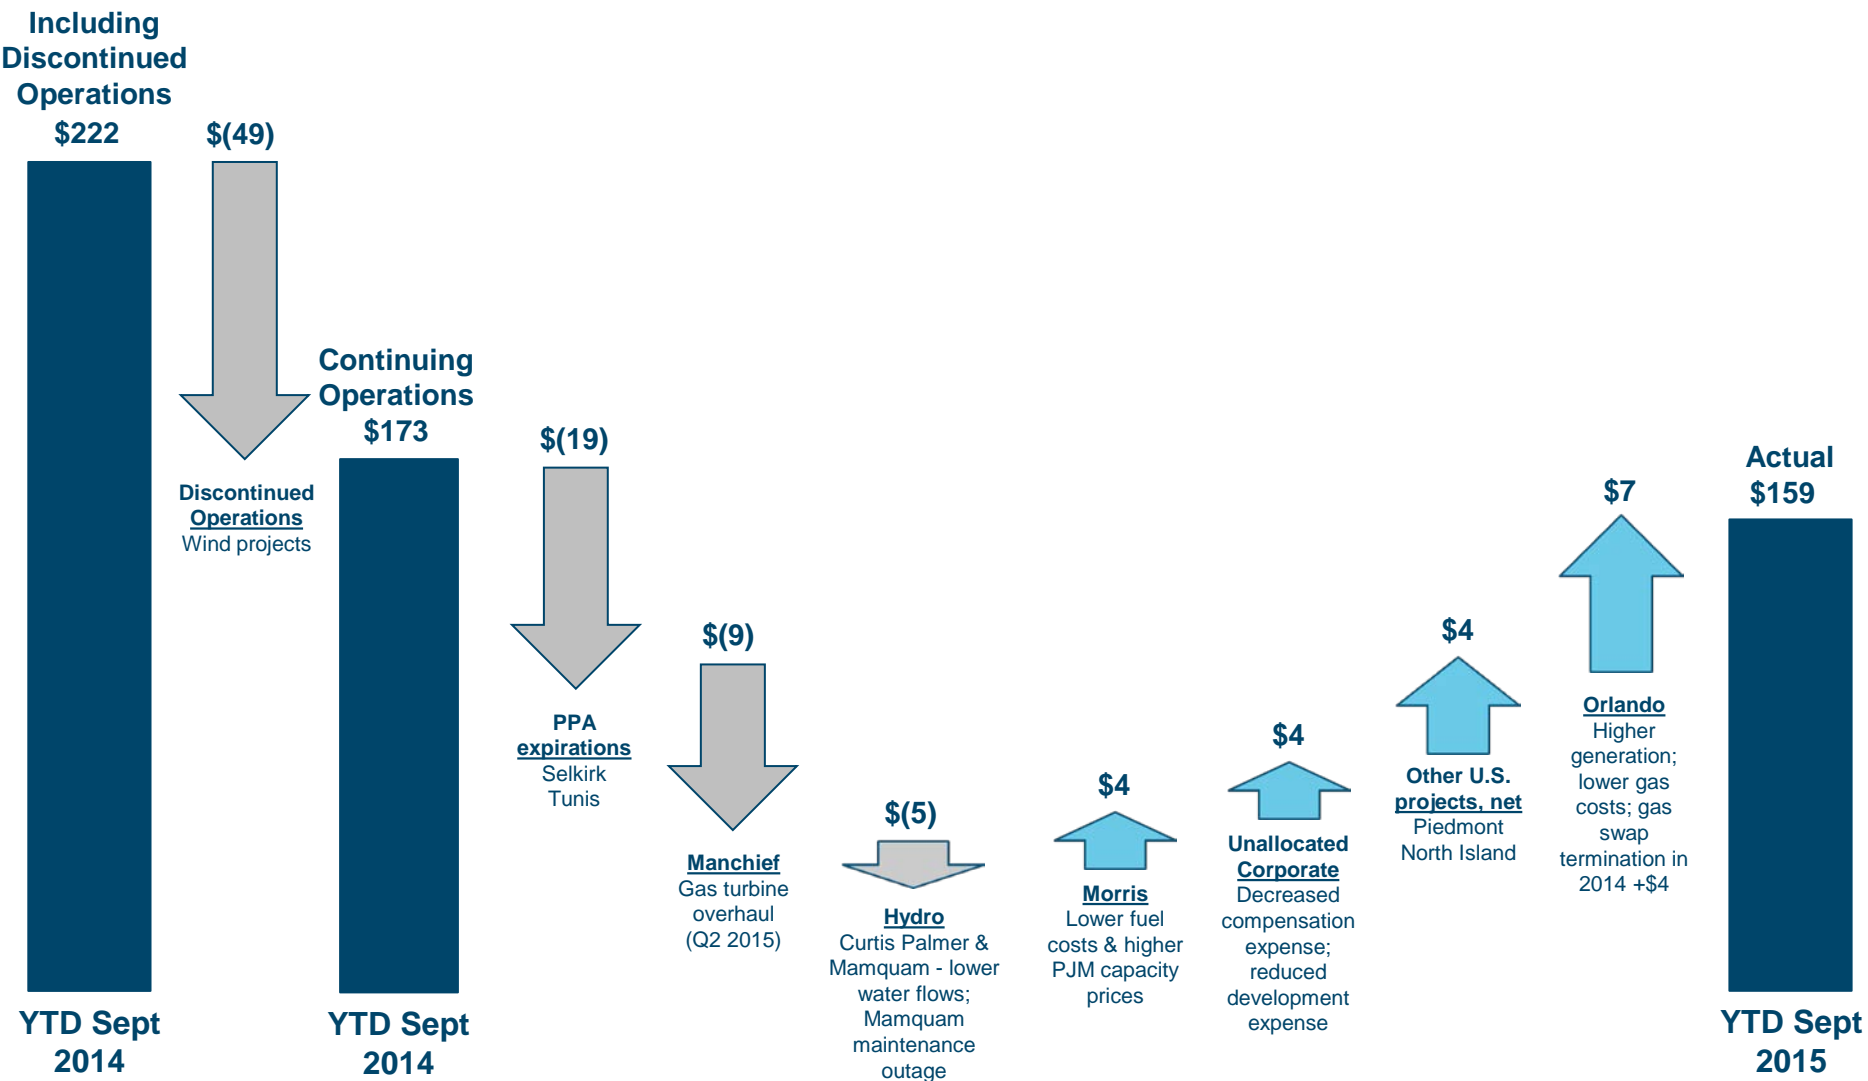 Including
Discontinued
Operations
$222
$(49)
Discontinued
Operations
Wind projects
Continuing
Operations
$173
$(19)
PPA
expirations
Selkirk
Tunis
$(9)
Manchief
Gas turbine
overhaul
(Q2 2015)
$(5)
Hydro
Curtis Palmer &
Mamquam - lower
water flows;
Mamquam
maintenance
outage
$4
Morris
Lower fuel
costs & higher
PJM capacity
prices
$4
Unallocated
Corporate
Decreased
compensation
expense;
reduced
development
expense
$4
Other U.S.
projects, net
Piedmont
North Island
$7
Orlando
Higher
generation;
lower gas
costs; gas
swap
termination in
2014 +$4
Actual
$159
YTD Sept
2014
YTD Sept
2014
YTD Sept
2015